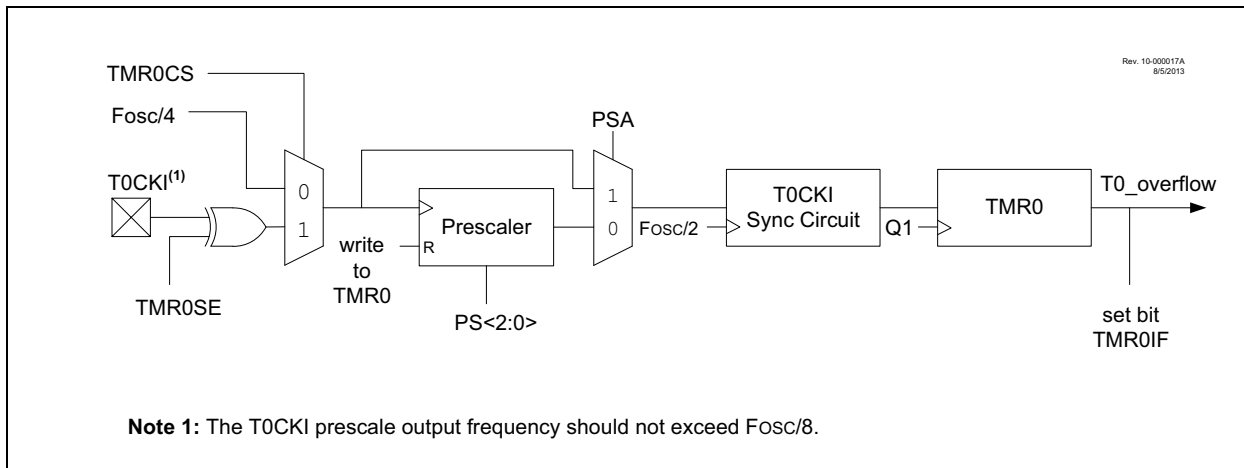 Rev. 10-000017A
8/5/2013
TMR0CS
Fosc/4
T0CKI(1)
TMR0SE
0
1
write
to
TMR0
Prescaler
R
PS<2:0>
PSA
1
0
FOSC/2
T0CKI
Sync Circuit
Q1
TMR0
T0_overflow
set bit
TMR0IF
Note 1: The T0CKI prescale output frequency should not exceed FOSC/8.